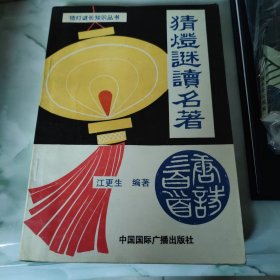 猜灯谜长知识丛书
猜燈謎讀名著
唐詩三百首
江更生 编著
中国国际广播出版社